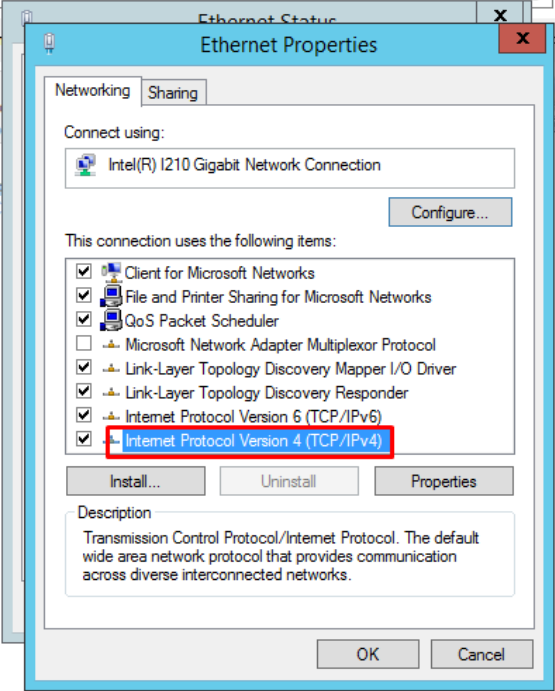 Ethernet Status
x
Ethernet Properties
x
Networking
Sharing
Connect using:
Intel(R) I210 Gigabit Network Connection
Configure...
This connection uses the following items:
Client for Microsoft Networks
File and Printer Sharing for Microsoft Networks
QoS Packet Scheduler
Microsoft Network Adapter Multiplexor Protocol
Link-Layer Topology Discovery Mapper I/O Driver
Link-Layer Topology Discovery Responder
Internet Protocol Version 6 (TCP/IPv6)
Internet Protocol Version 4 (TCP/IPv4)
Install...
Uninstall
Properties
Description
Transmission Control Protocol/Internet Protocol. The default
wide area network protocol that provides communication
across diverse interconnected networks.
OK
Cancel